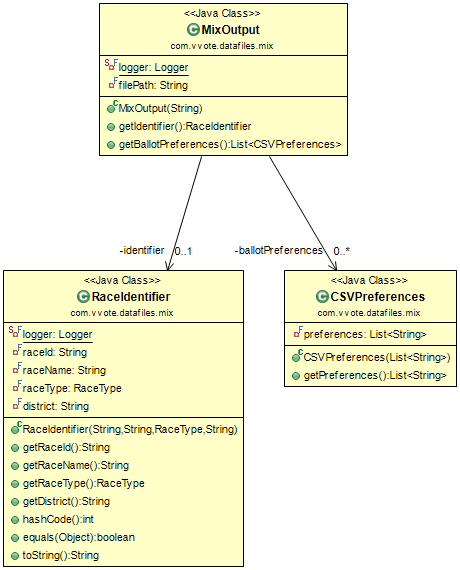 <<Java Class>>
MixOutput
com.vvote.datafiles.mix
logger: Logger
filePath: String
MixOutput(String)
getIdentifier():RaceIdentifier
getBallotPreferences():List<CSVPreferences>
-identifier 0..1
-ballotPreferences 0..*
<<Java Class>>
RaceIdentifier
com.vvote.datafiles.mix
logger: Logger
raceId: String
raceName: String
raceType: RaceType
district: String
RaceIdentifier(String,String,RaceType,String)
getRaceId():String
getRaceName():String
getRaceType():RaceType
getDistrict():String
hashCode():int
equals(Object):boolean
toString():String
<<Java Class>>
CSVPreferences
com.vvote.datafiles.mix
preferences: List<String>
CSVPreferences(List<String>)
getPreferences():List<String>